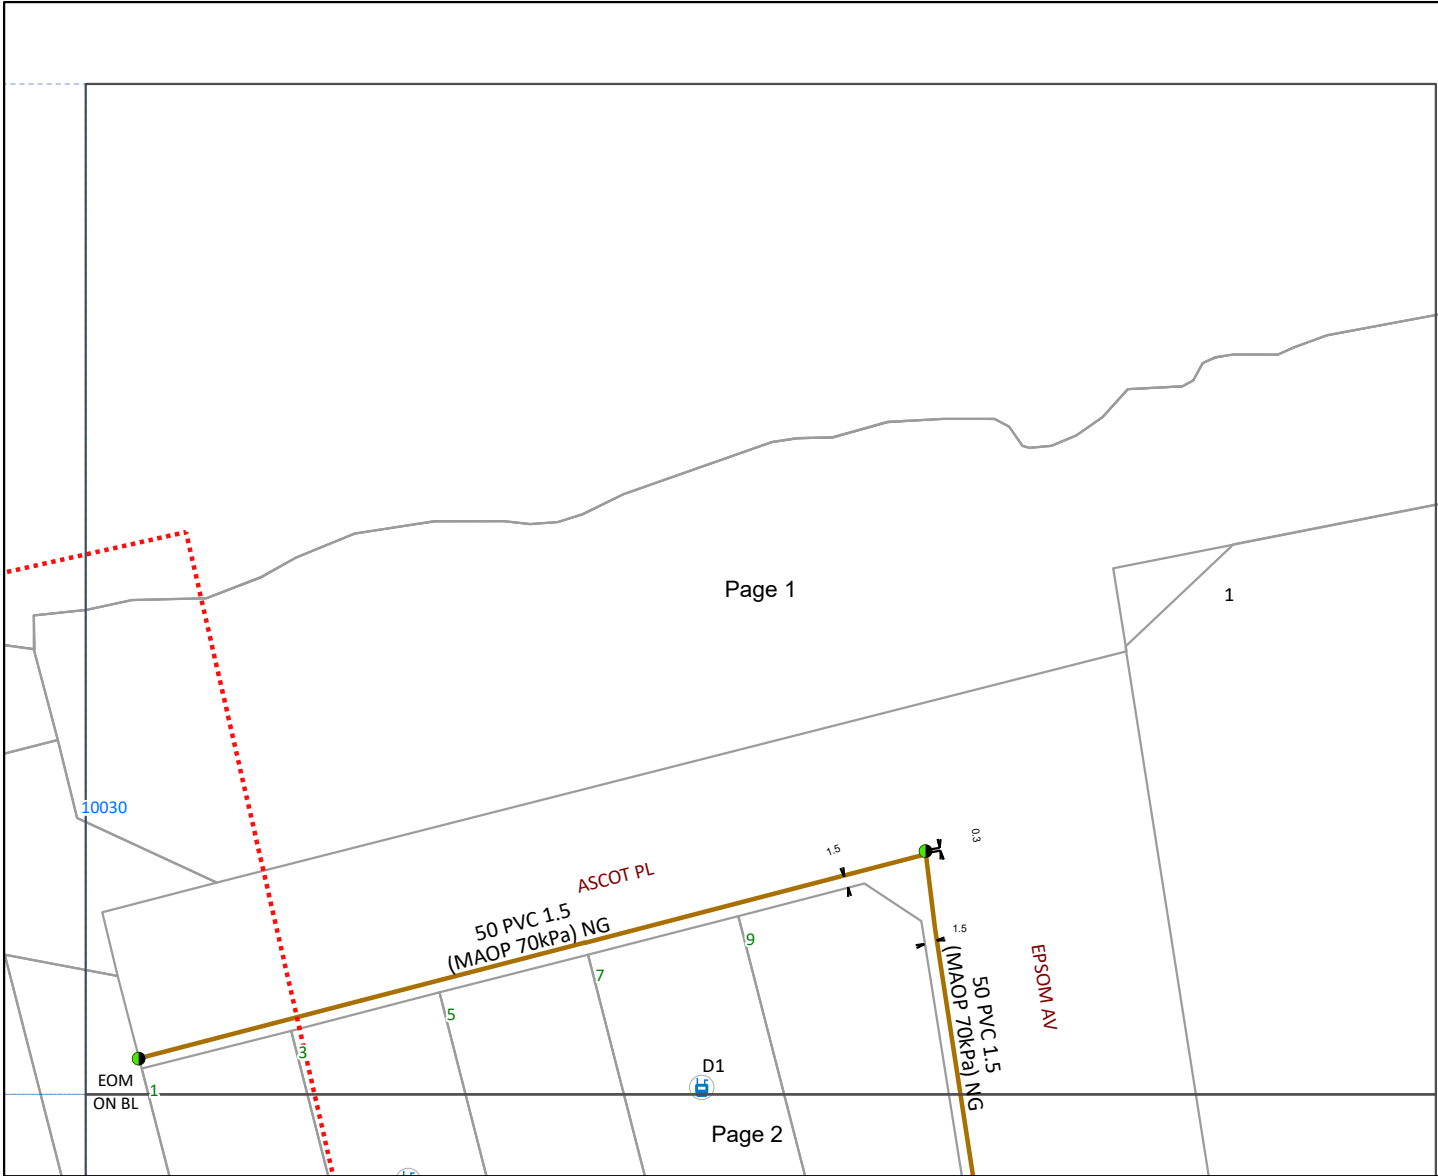 Page 1
1
10030
0.3
1.5
ASCOT PL
50 PVC 1.5
(MAOP 70kPa) NG
1.5
9
EPSOM AV
7
50 PVC 1.5
(MAOP 70kPa) NG
5
3
D1
EOM
ON BL
1
Page 2